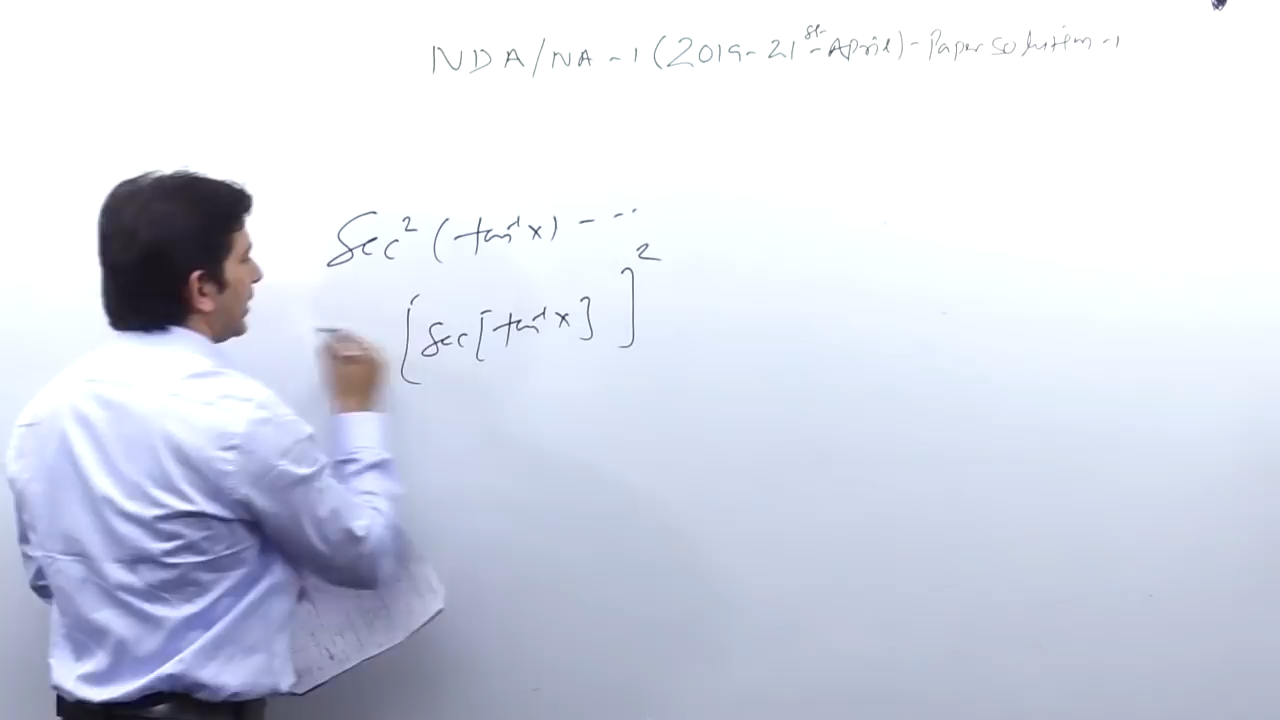 NDA/NA-1 (2019-21st-April)-Paper solution-1
Sec² (tan⁻¹x) - - ..
[Sec[tan⁻¹x]]²